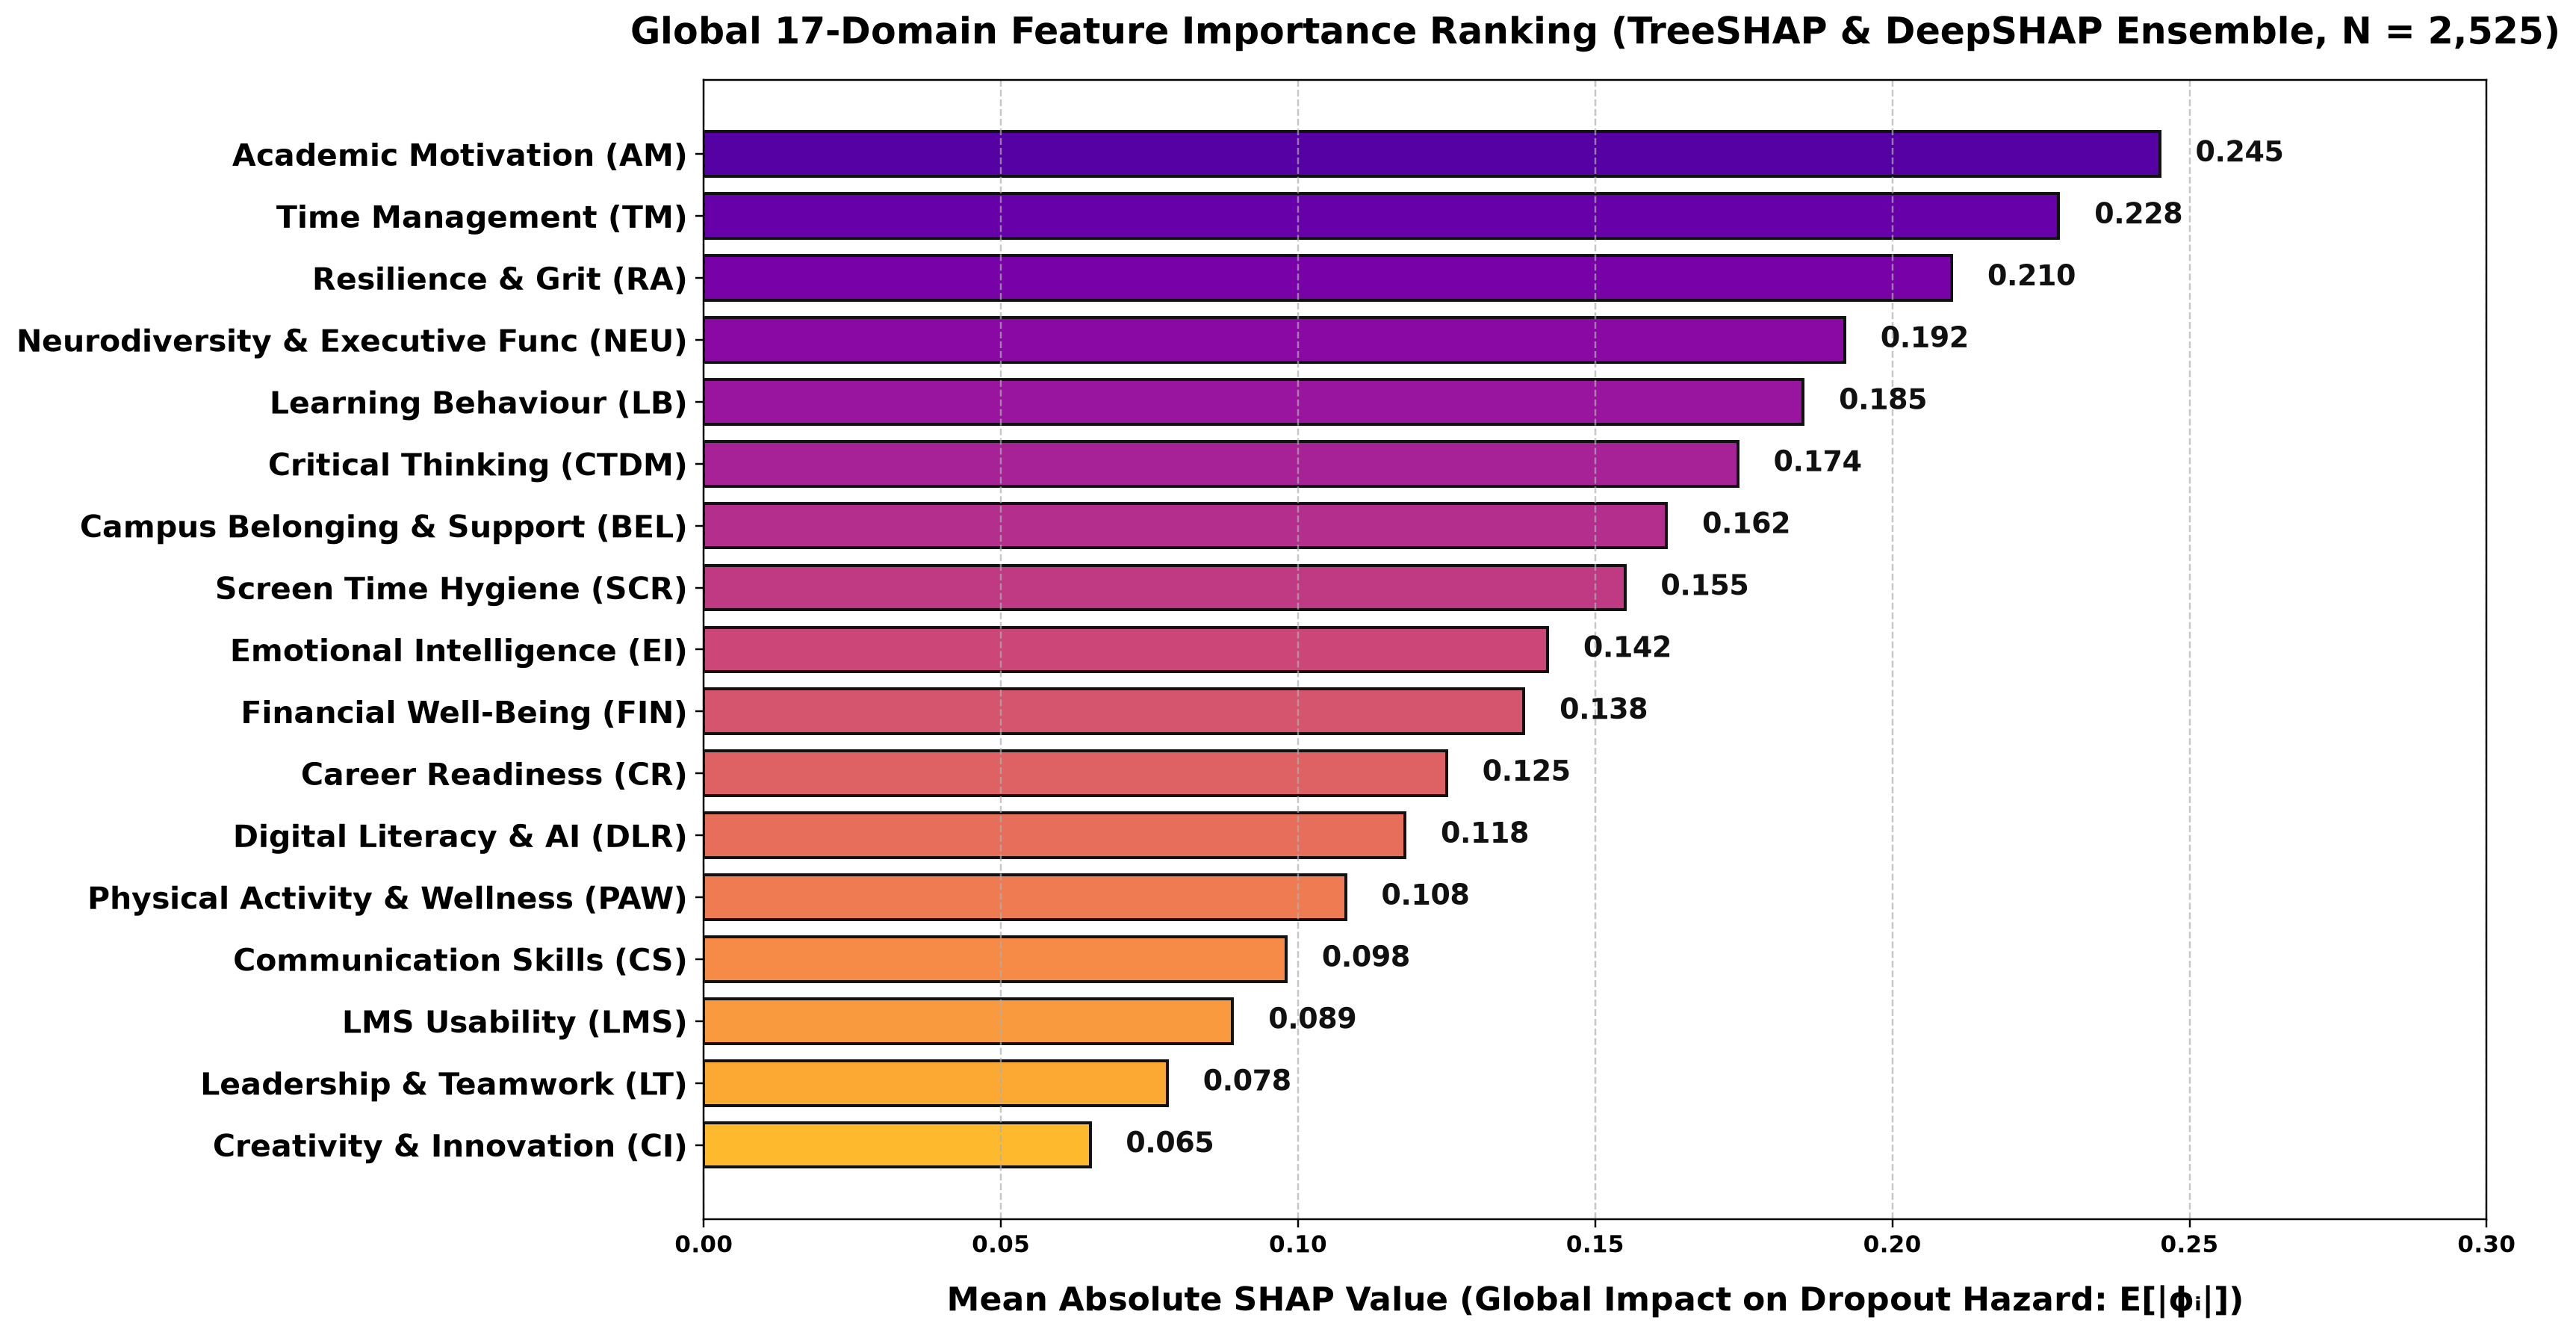 Global 17-Domain Feature Importance Ranking (TreeSHAP & DeepSHAP Ensemble, N = 2,525)
Academic Motivation (AM) 0.245
Time Management (TM) 0.228
Resilience & Grit (RA) 0.210
Neurodiversity & Executive Func (NEU) 0.192
Learning Behaviour (LB) 0.185
Critical Thinking (CTDM) 0.174
Campus Belonging & Support (BEL) 0.162
Screen Time Hygiene (SCR) 0.155
Emotional Intelligence (EI) 0.142
Financial Well-Being (FIN) 0.138
Career Readiness (CR) 0.125
Digital Literacy & AI (DLR) 0.118
Physical Activity & Wellness (PAW) 0.108
Communication Skills (CS) 0.098
LMS Usability (LMS) 0.089
Leadership & Teamwork (LT) 0.078
Creativity & Innovation (CI) 0.065
0.00 0.05 0.10 0.15 0.20 0.25 0.30
Mean Absolute SHAP Value (Global Impact on Dropout Hazard: E[|ϕᵢ|])